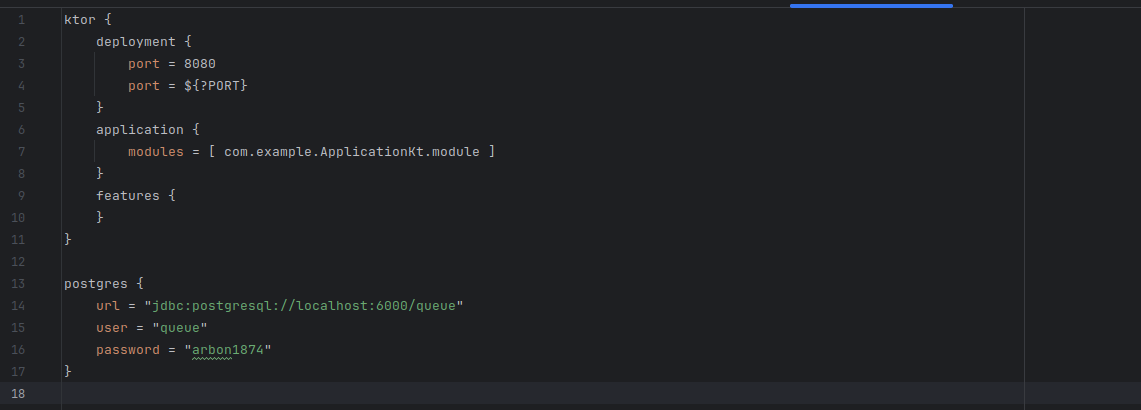 1 ktor {
2     deployment {
3         port = 8080
4         port = ${?PORT}
5     }
6     application {
7         modules = [ com.example.ApplicationKt.module ]
8     }
9     features {
10     }
11 }
12
13 postgres {
14     url = "jdbc:postgresql://localhost:6000/queue"
15     user = "queue"
16     password = "arbon1874"
17 }
18